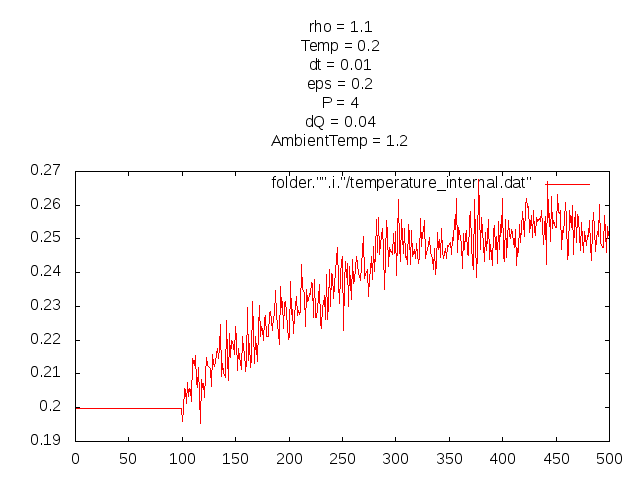 rho = 1.1
Temp = 0.2
dt = 0.01
eps = 0.2
P = 4
dQ = 0.04
AmbientTemp = 1.2
folder."".i."/temperature_internal.dat"
0.27
0.26
0.25
0.24
0.23
0.22
0.21
0.2
0.19
0 50 100 150 200 250 300 350 400 450 500